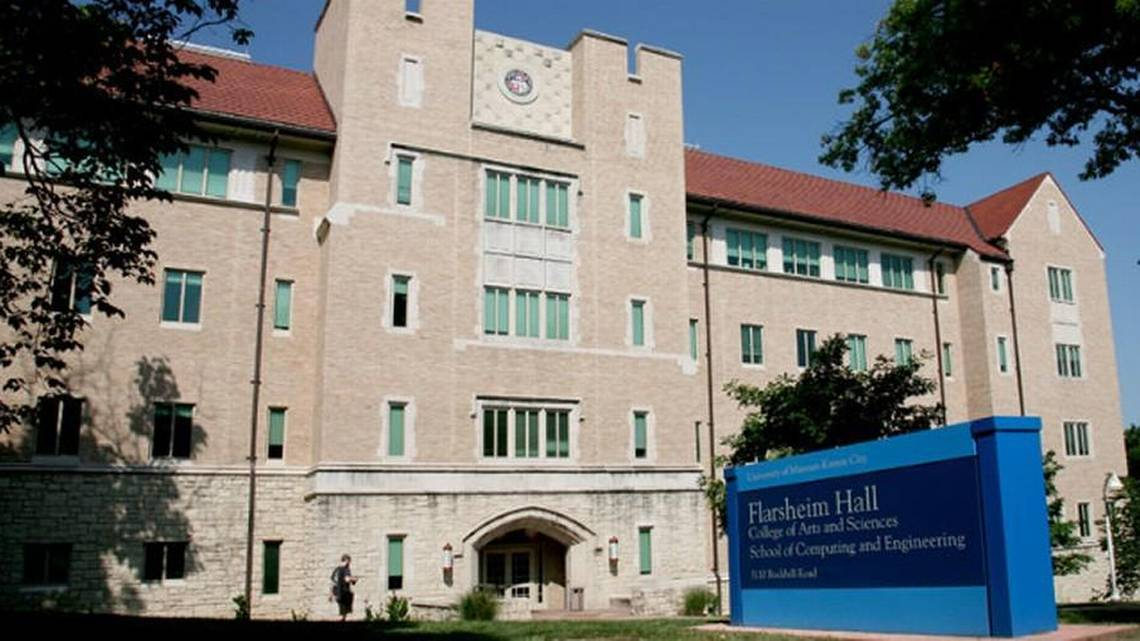 University of Missouri-Kansas City
Flarsheim Hall
College of Arts and Sciences
School of Computing and Engineering
5110 Rockhill Road